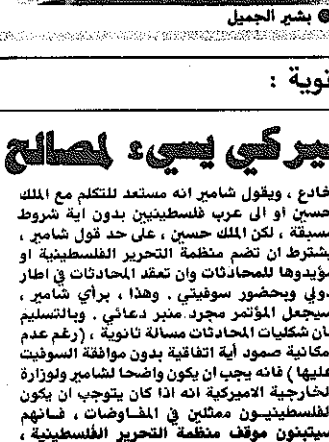 بشير الجميل
نوية :
يركي يسيء لمصالح
خادع ، ويقول شامير انه مستعد للتكلم مع الملك
حسين او الى عرب فلسطينيين بدون اية شروط
مسبقة ، لكن الملك حسين ، على حد قول شامير ،
يشترط ان تضم منظمة التحرير الفلسطينية او
مؤيدوها للمحادثات وان تعقد المحادثات في اطار
دولي وبحضور سوفيتي . وهذا ، برأي شامير ،
سيجعل المؤتمر مجرد منبر دعائي . وبالتسليم
بان شكليات المحادثات مسالة ثانوية ، (رغم عدم
مكانية صمود أية اتفاقية بدون موافقة السوفيت
عليها ) فانه يجب ان يكون واضحا لشامير ولوزارة
لخارجية الاميركية انه اذا كان يتوجب ان يكون
لفلسطينيون ممثلين في المفاوضات ، فانهم
سيتبنون موقف منظمة التحرير الفلسطينية ،